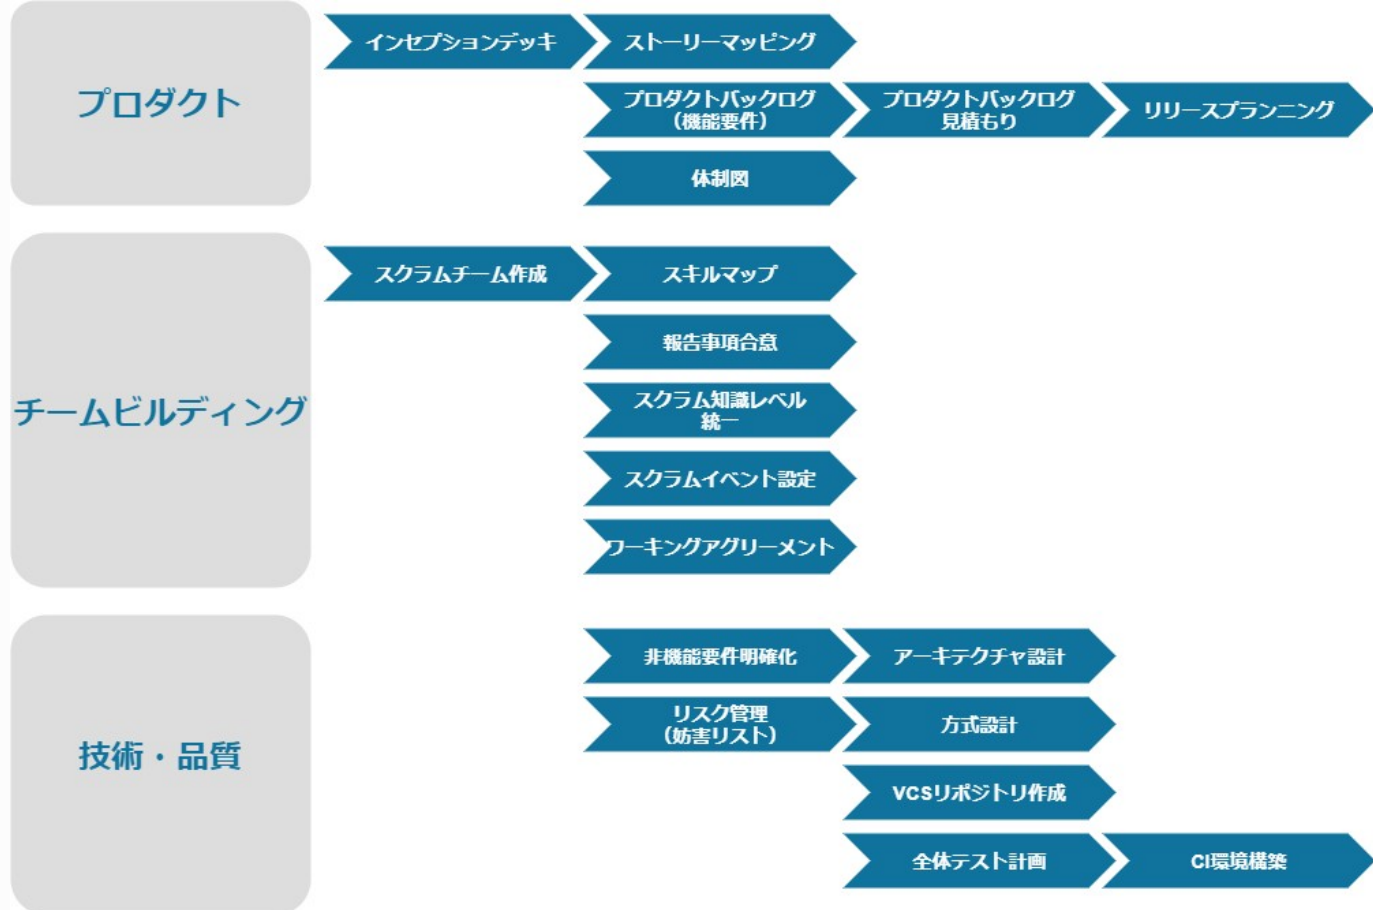 プロダクト
インセプションデッキ
ストーリーマッピング
プロダクトバックログ
（機能要件）
プロダクトバックログ
見積もり
リリースプランニング
体制図
チームビルディング
スクラムチーム作成
スキルマップ
報告事項合意
スクラム知識レベル
統一
スクラムイベント設定
ワーキングアグリーメント
技術・品質
非機能要件明確化
アーキテクチャ設計
リスク管理
（妨害リスト）
方式設計
VCSリポジトリ作成
全体テスト計画
CI環境構築